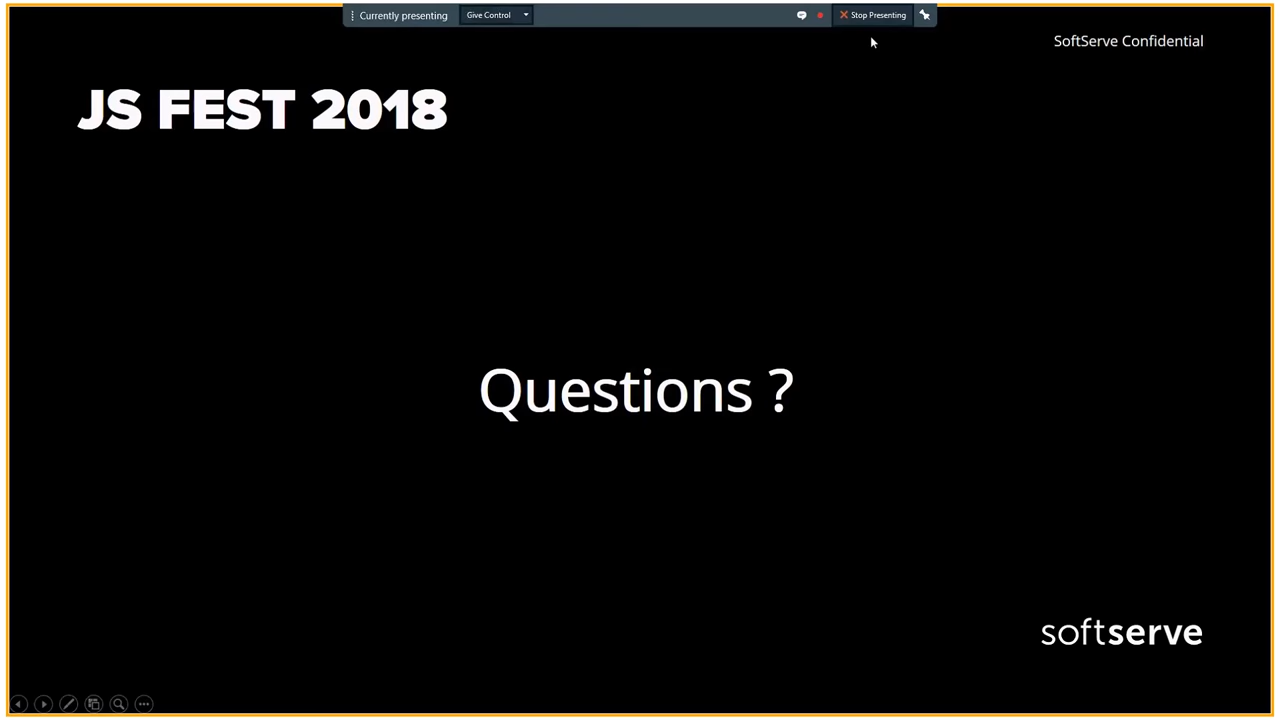 Currently presenting Give Control Stop Presenting
SoftServe Confidential
JS FEST 2018
Questions ?
softserve